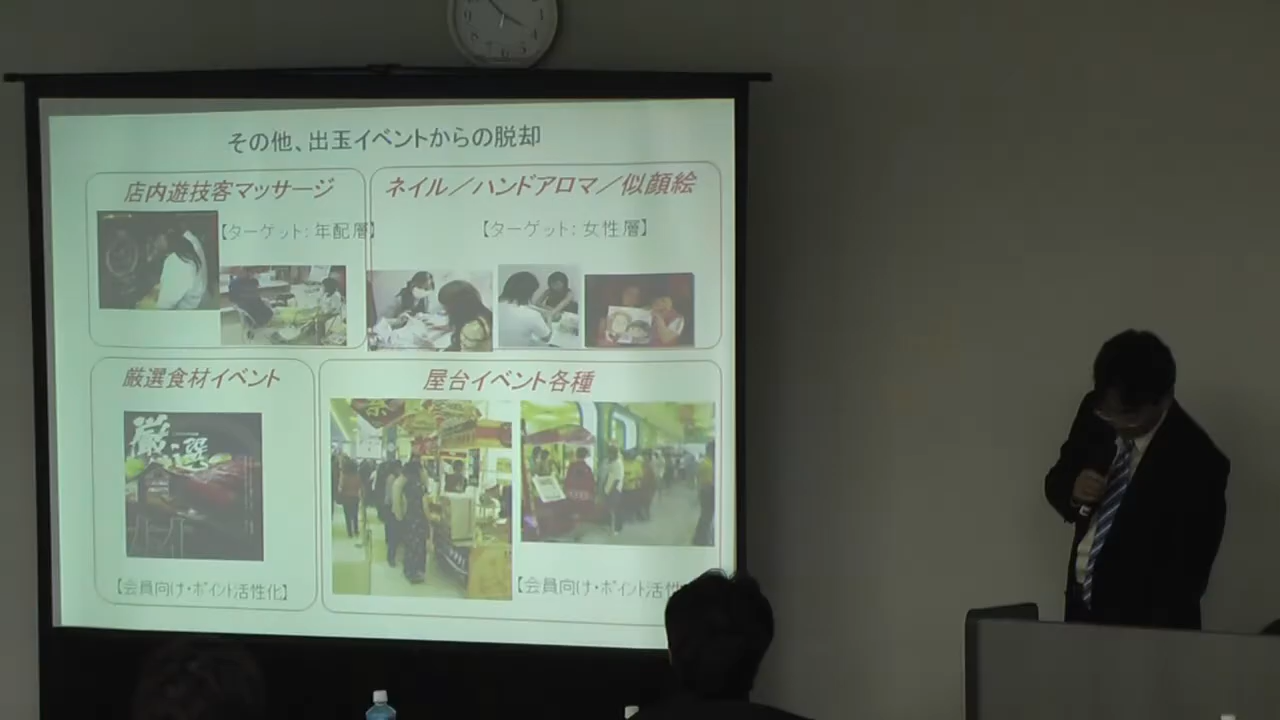 その他、出玉イベントからの脱却
店内遊技客マッサージ
【ターゲット：年配層】
ネイル／ハンドアロマ／似顔絵
【ターゲット：女性層】
厳選食材イベント
厳選
【会員向け・ポイント活性化】
屋台イベント各種
【会員向け・ポイント活性